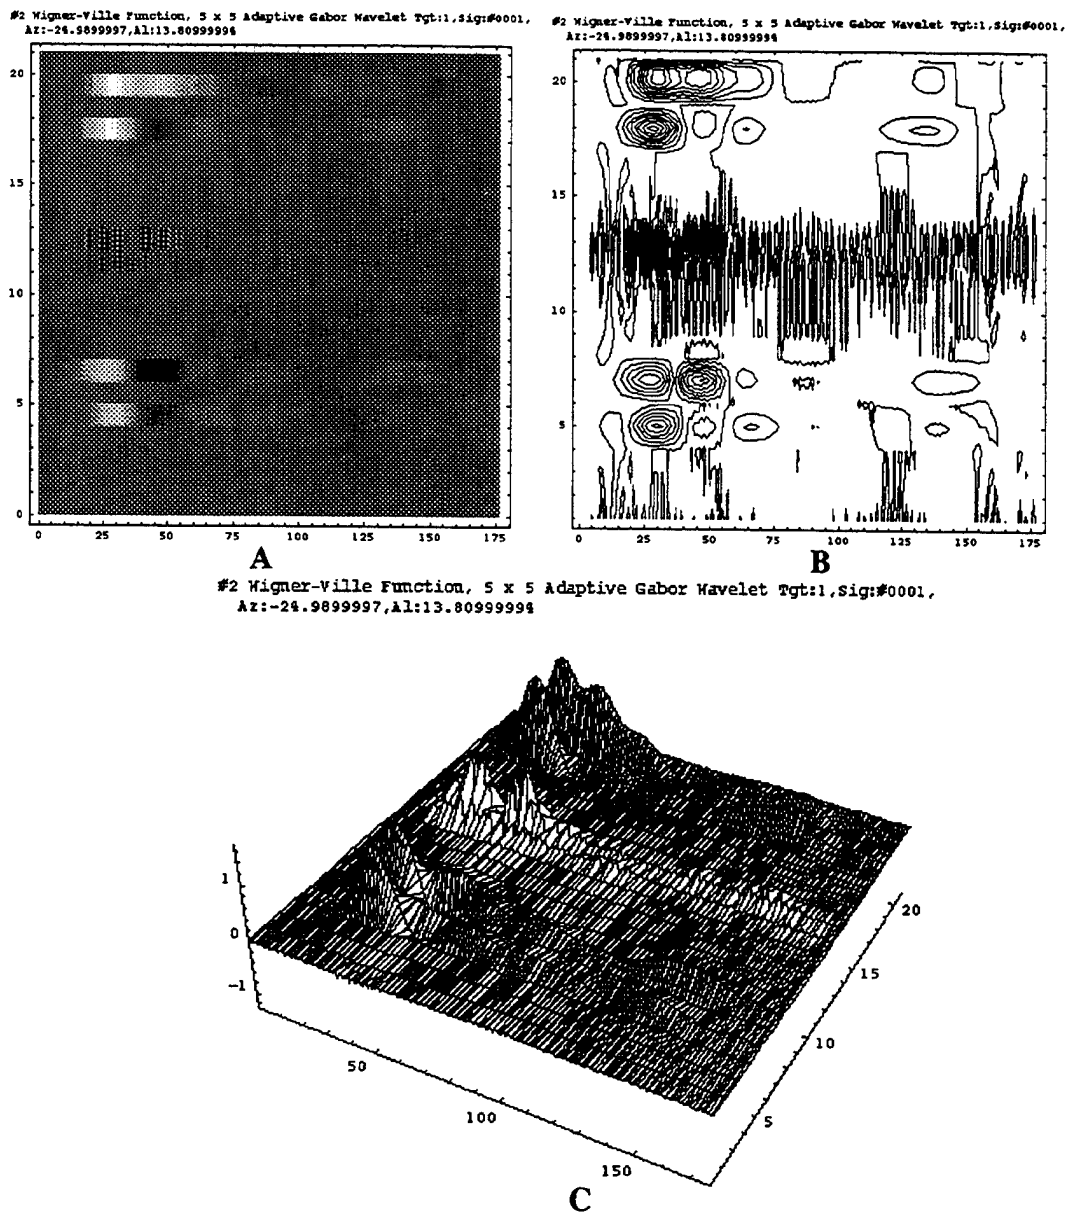 #2 Wigner-Ville Function, 5 x 5 Adaptive Gabor Wavelet Tgt:1,Sig:#0001,
Az:-24.9899997,Al:13.80999994
#2 Wigner-Ville Function, 5 x 5 Adaptive Gabor Wavelet Tgt:1,Sig:#0001,
Az:-24.9899997,Al:13.80999994
20
15
10
5
0
0 25 50 75 100 125 150 175
A
20
15
10
5
0 25 50 75 100 125 150 175
B
#2 Wigner-Ville Function, 5 x 5 Adaptive Gabor Wavelet Tgt:1,Sig:#0001,
Az:-24.9899997,Al:13.80999994
1
0
-1
20
15
10
5
50
100
150
C